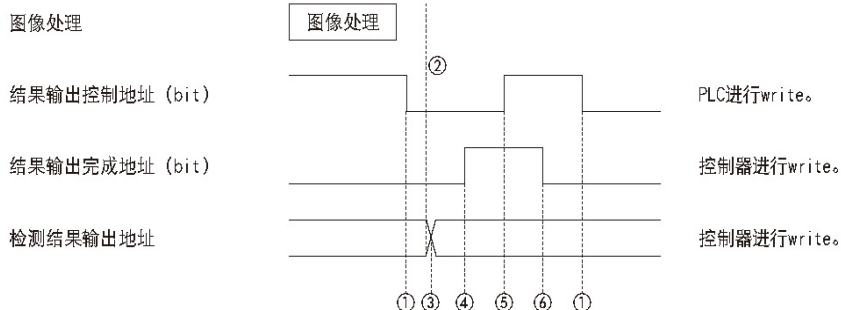 图像处理 图像处理
②
结果输出控制地址（bit） PLC进行write。
结果输出完成地址（bit） 控制器进行write。
检测结果输出地址 控制器进行write。
① ③ ④ ⑤ ⑥ ①